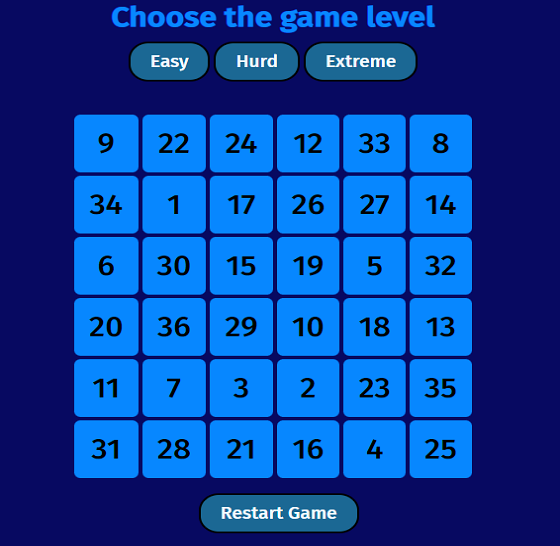 Choose the game level
Easy Hurd Extreme
9 22 24 12 33 8
34 1 17 26 27 14
6 30 15 19 5 32
20 36 29 10 18 13
11 7 3 2 23 35
31 28 21 16 4 25
Restart Game